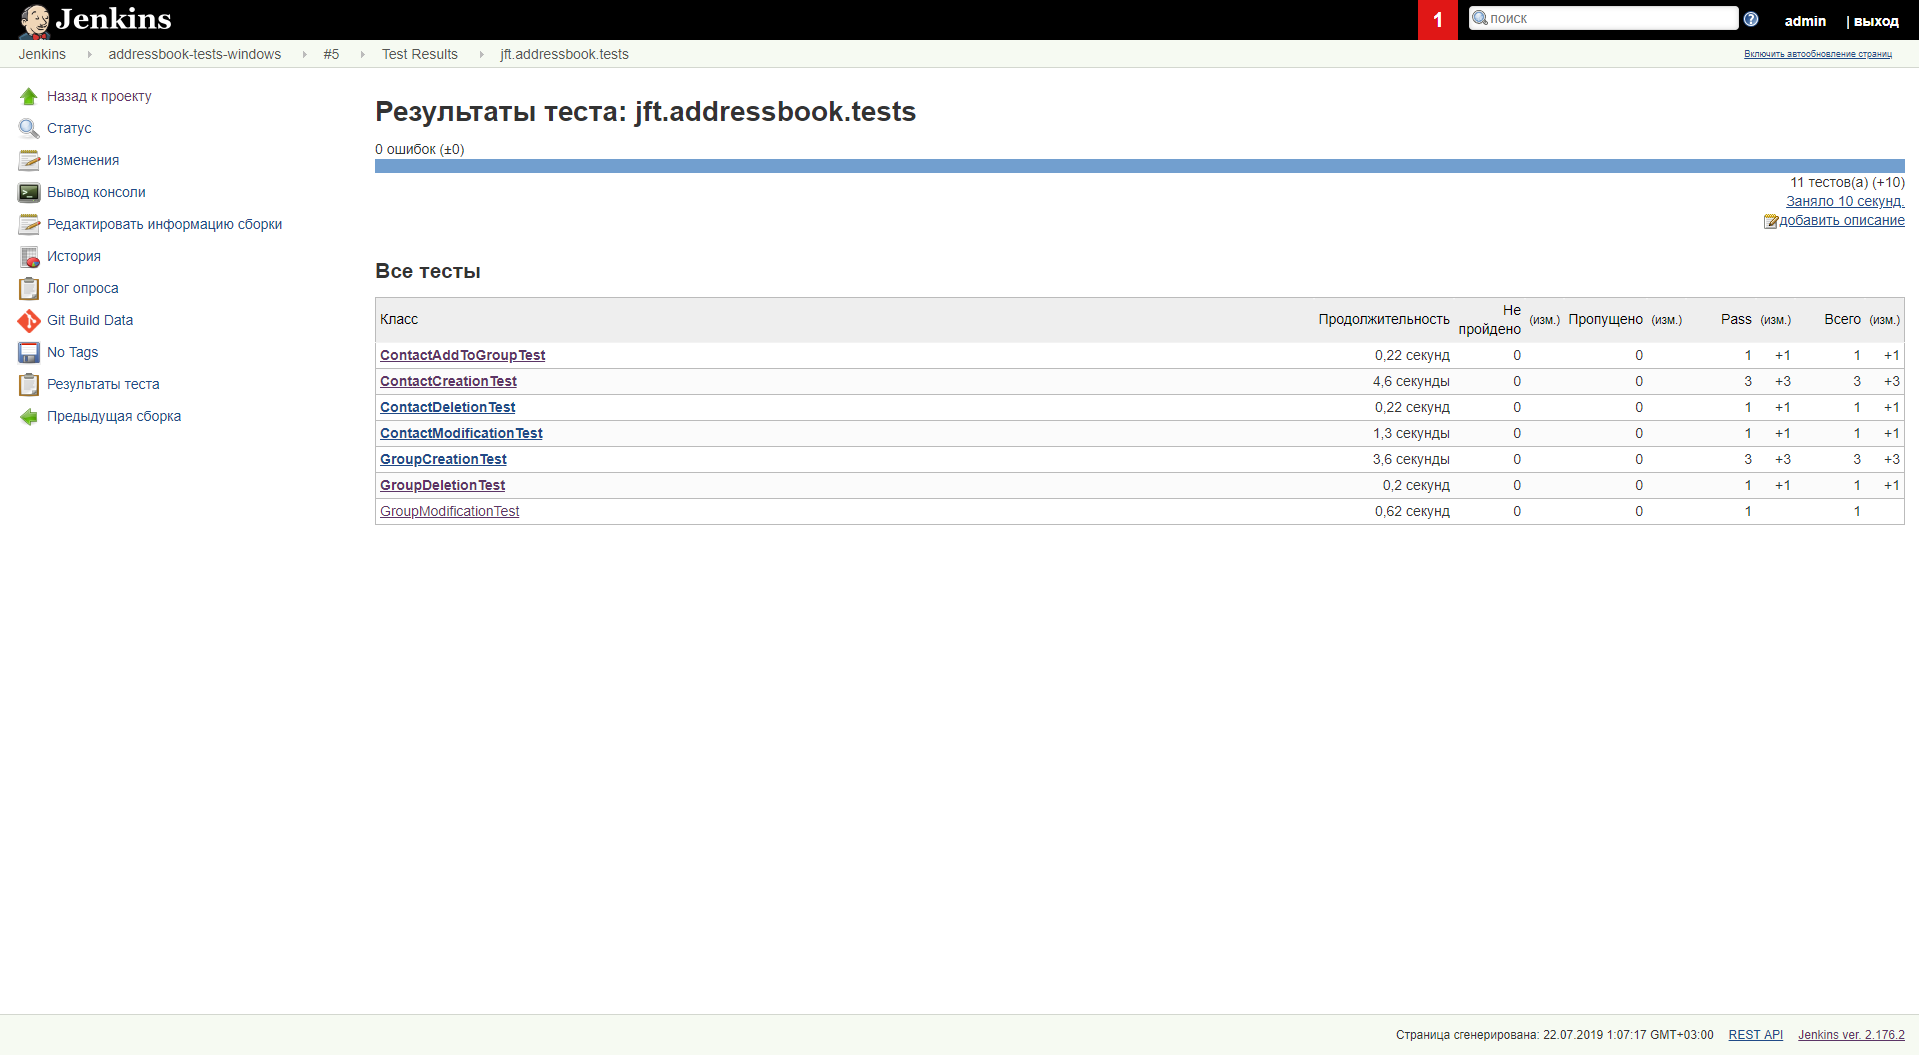 Jenkins
1
поиск
admin
| выход
Jenkins
addressbook-tests-windows
#5
Test Results
jft.addressbook.tests
Включить автообновление страниц
Назад к проекту
Статус
Изменения
Вывод консоли
Редактировать информацию сборки
История
Лог опроса
Git Build Data
No Tags
Результаты теста
Предыдущая сборка
Результаты теста: jft.addressbook.tests
0 ошибок (±0)
11 тестов(а) (+10)
Заняло 10 секунд.
добавить описание
Все тесты
Класс Продолжительность Не пройдено (изм.) Пропущено (изм.) Pass (изм.) Всего (изм.)
ContactAddToGroupTest 0,22 секунд 0 0 1 +1 1 +1
ContactCreationTest 4,6 секунды 0 0 3 +3 3 +3
ContactDeletionTest 0,22 секунд 0 0 1 +1 1 +1
ContactModificationTest 1,3 секунды 0 0 1 +1 1 +1
GroupCreationTest 3,6 секунды 0 0 3 +3 3 +3
GroupDeletionTest 0,2 секунд 0 0 1 +1 1 +1
GroupModificationTest 0,62 секунд 0 0 1 1
Страница сгенерирована: 22.07.2019 1:07:17 GMT+03:00 REST API Jenkins ver. 2.176.2